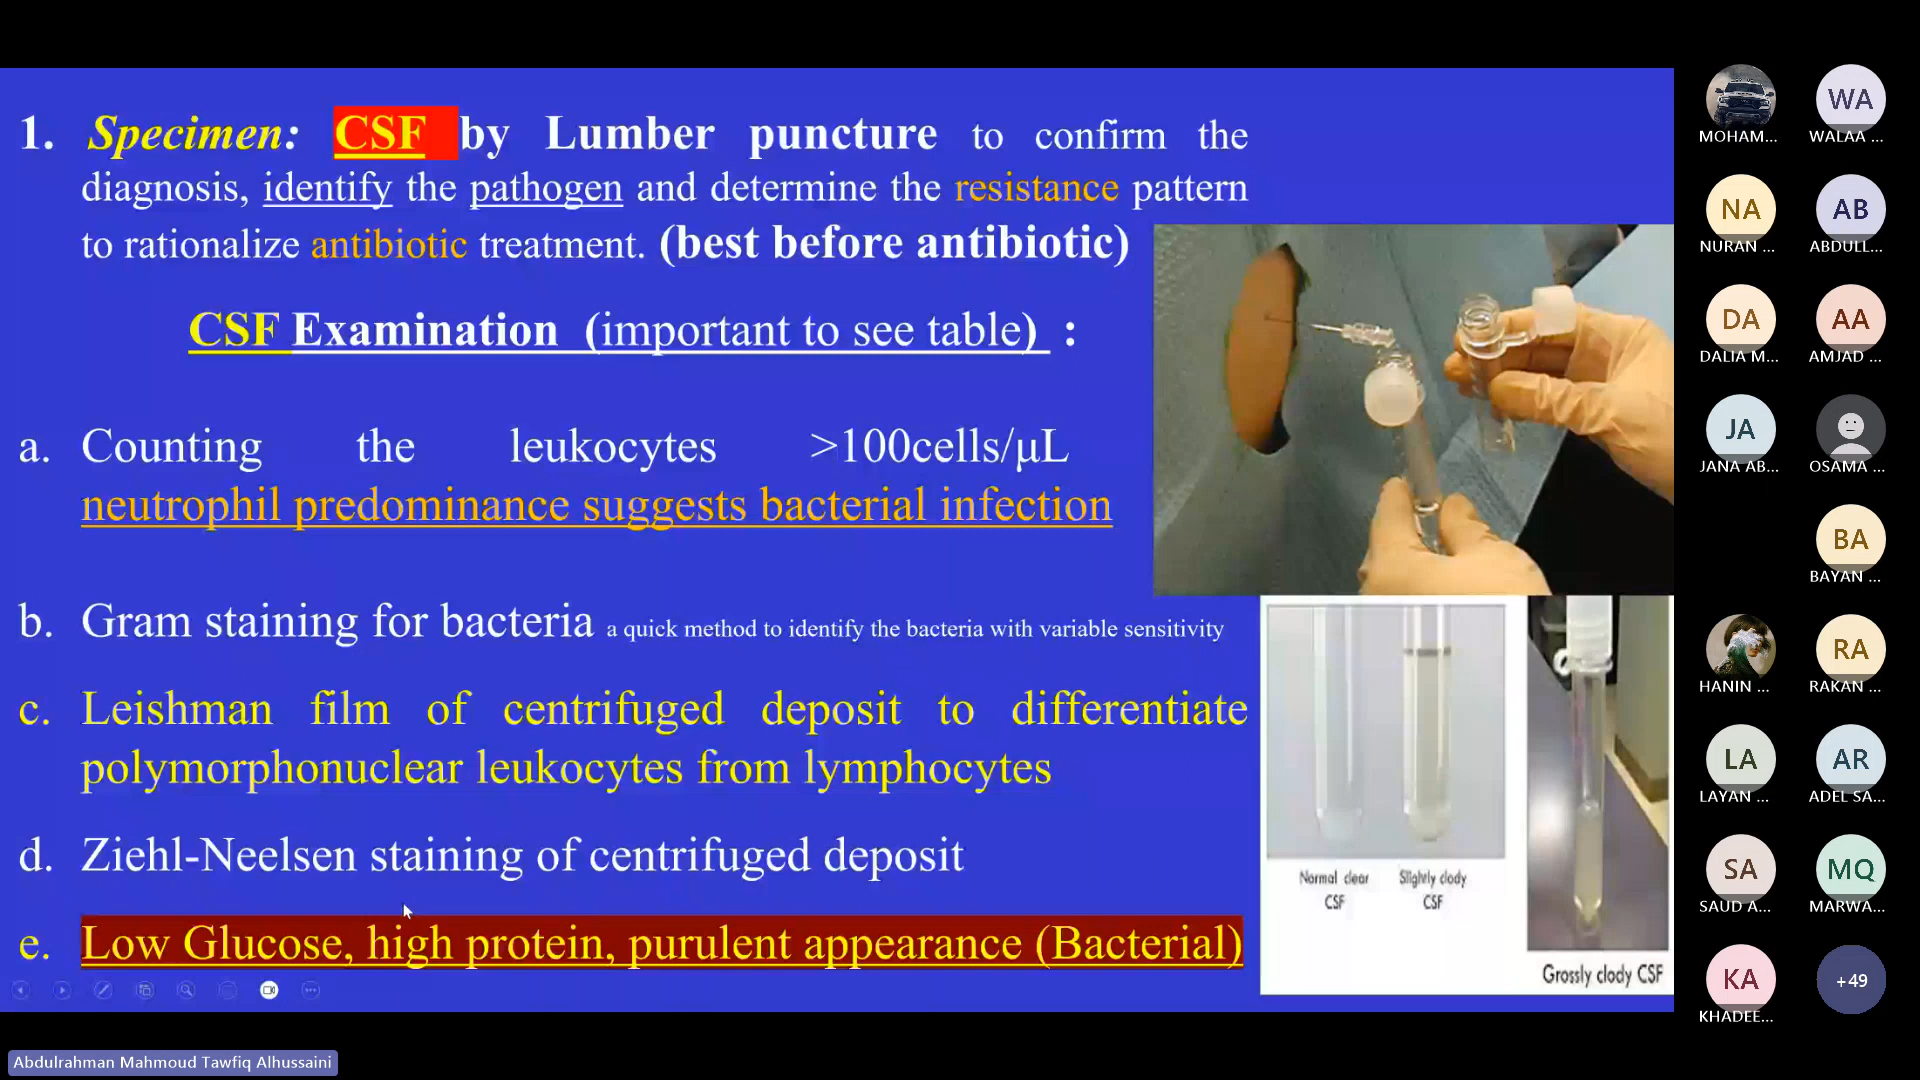 1. Specimen: CSF by Lumber puncture to confirm the
diagnosis, identify the pathogen and determine the resistance pattern
to rationalize antibiotic treatment. (best before antibiotic)
CSF Examination (important to see table) :
a. Counting the leukocytes >100cells/μL
neutrophil predominance suggests bacterial infection
b. Gram staining for bacteria a quick method to identify the bacteria with variable sensitivity
c. Leishman film of centrifuged deposit to differentiate
polymorphonuclear leukocytes from lymphocytes
d. Ziehl-Neelsen staining of centrifuged deposit
e. Low Glucose, high protein, purulent appearance (Bacterial)
Normal clear
CSF
Slightly clody
CSF
Grossly clody CSF
MOHAM...
WA
WALAA ...
NA
NURAN ...
AB
ABDULL...
DA
DALIA M...
AA
AMJAD ...
JA
JANA AB...
OSAMA ...
BA
BAYAN ...
HANIN ...
RA
RAKAN ...
LA
LAYAN ...
AR
ADEL SA...
SA
SAUD A...
MQ
MARWA...
KA
KHADEE...
+49
Abdulrahman Mahmoud Tawfiq Alhussaini